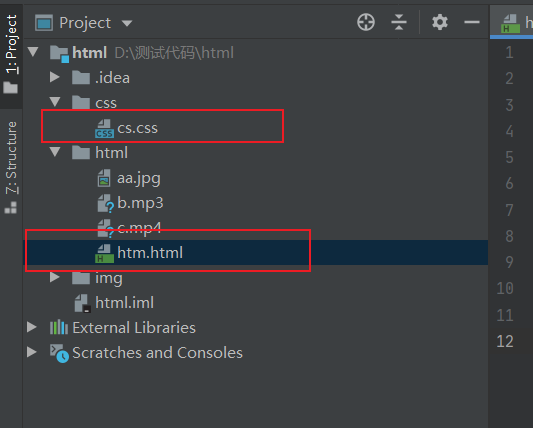 Project
1: Project
Z: Structure
html D:\测试代码\html
.idea
css
cs.css
html
aa.jpg
b.mp3
c.mp4
htm.html
img
html.iml
External Libraries
Scratches and Consoles
h
1
2
3
4
5
6
7
8
9
10
11
12